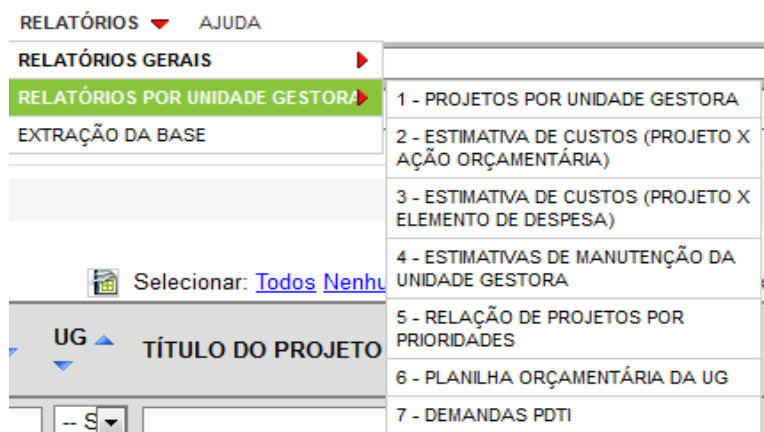 RELATÓRIOS AJUDA
RELATÓRIOS GERAIS
RELATÓRIOS POR UNIDADE GESTORA
EXTRAÇÃO DA BASE
1 - PROJETOS POR UNIDADE GESTORA
2 - ESTIMATIVA DE CUSTOS (PROJETO X
AÇÃO ORÇAMENTÁRIA)
3 - ESTIMATIVA DE CUSTOS (PROJETO X
ELEMENTO DE DESPESA)
4 - ESTIMATIVAS DE MANUTENÇÃO DA
UNIDADE GESTORA
5 - RELAÇÃO DE PROJETOS POR
PRIORIDADES
6 - PLANILHA ORÇAMENTÁRIA DA UG
7 - DEMANDAS PDTI
Selecionar: Todos Nenhu
UG TÍTULO DO PROJETO
-- S